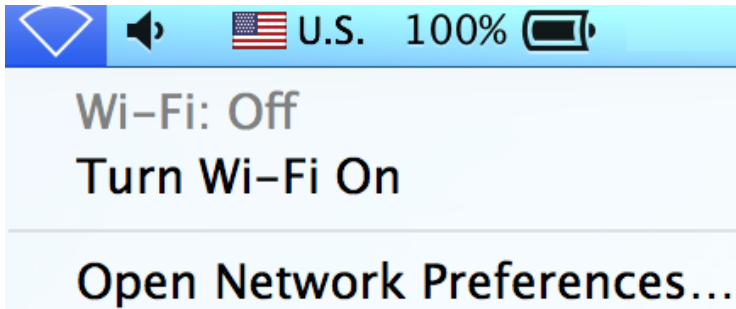 U.S. 100%
Wi-Fi: Off
Turn Wi-Fi On
Open Network Preferences...